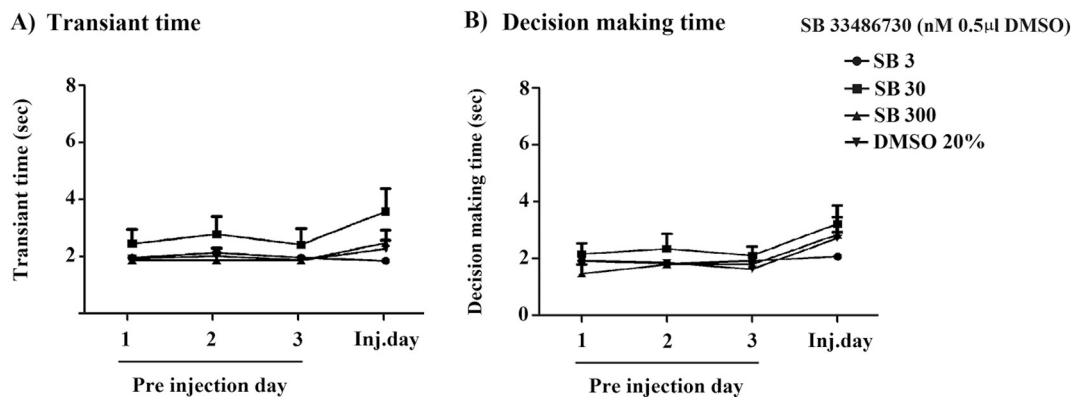 A) Transiant time
B) Decision making time
SB 33486730 (nM 0.5μl DMSO)
SB 3
SB 30
SB 300
DMSO 20%
Transiant time (sec)
8
6
4
2
1
2
3
Inj.day
Pre injection day
Decision making time (sec)
8
6
4
2
0
1
2
3
Inj.day
Pre injection day